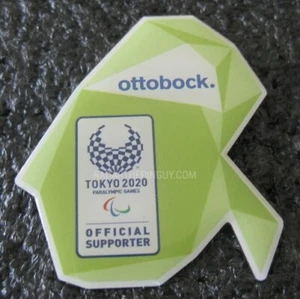 ottobock.
TOKYO 2020
PARALYMPIC GAMES
OFFICIAL
SUPPORTER